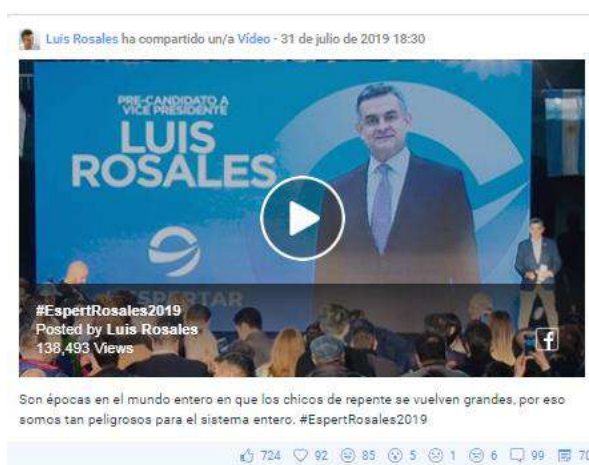 Luis Rosales ha compartido un/a Vídeo - 31 de julio de 2019 18:30
PRE-CANDIDATO A
VICE PRESIDENTE
LUIS
ROSALES
DESPERTAR
#EspertRosales2019
Posted by Luis Rosales
138,493 Views
Son épocas en el mundo entero en que los chicos de repente se vuelven grandes, por eso
somos tan peligrosos para el sistema entero. #EspertRosales2019
724 92 85 5 1 6 99 70